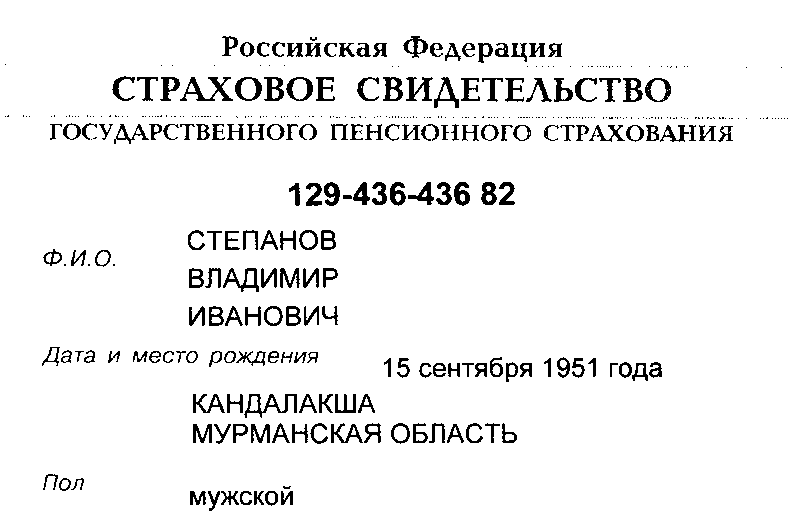 Российская Федерация
СТРАХОВОЕ СВИДЕТЕЛЬСТВО
ГОСУДАРСТВЕННОГО ПЕНСИОННОГО СТРАХОВАНИЯ
129-436-436 82
Ф.И.О.
СТЕПАНОВ
ВЛАДИМИР
ИВАНОВИЧ
Дата и место рождения 15 сентября 1951 года
КАНДАЛАКША
МУРМАНСКАЯ ОБЛАСТЬ
Пол мужской